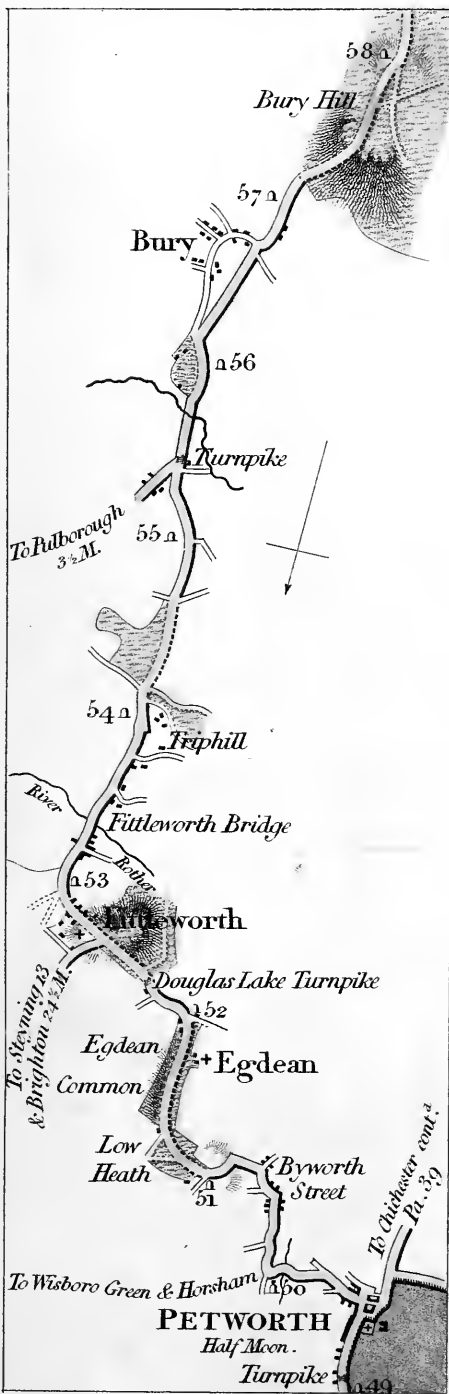 58
Bury Hill
57
Bury
56
Turnpike
To Pulborough
3½ M.
55
54
Triphill
River
Rother
Fittleworth Bridge
53
Fittleworth
To Steyning 13
& Brighton 24½ M.
Douglas Lake Turnpike
52
Egdean
Common
Egdean
Low
Heath
51
Byworth
Street
To Chichester cont.ᵈ
Pa. 39
To Wisboro Green & Horsham
50
PETWORTH
Half Moon.
Turnpike
49